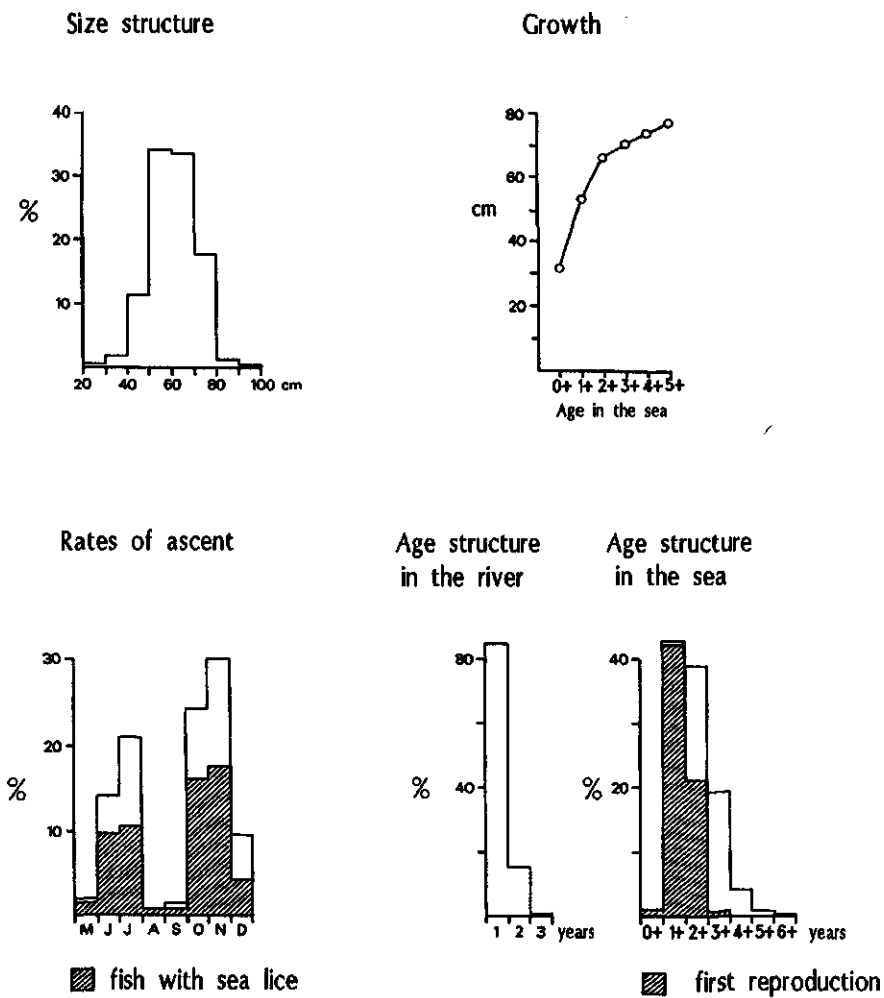 Size structure
40
30
%
20
10
20 40 60 80 100 cm
Growth
80
60
cm
40
20
0+ 1+ 2+ 3+ 4+ 5+
Age in the sea
Rates of ascent
30
20
%
10
M J J A S O N D
fish with sea lice
Age structure
in the river
80
%
40
1 2 3 years
Age structure
in the sea
40
%
20
0+ 1+ 2+ 3+ 4+ 5+ 6+ years
first reproduction